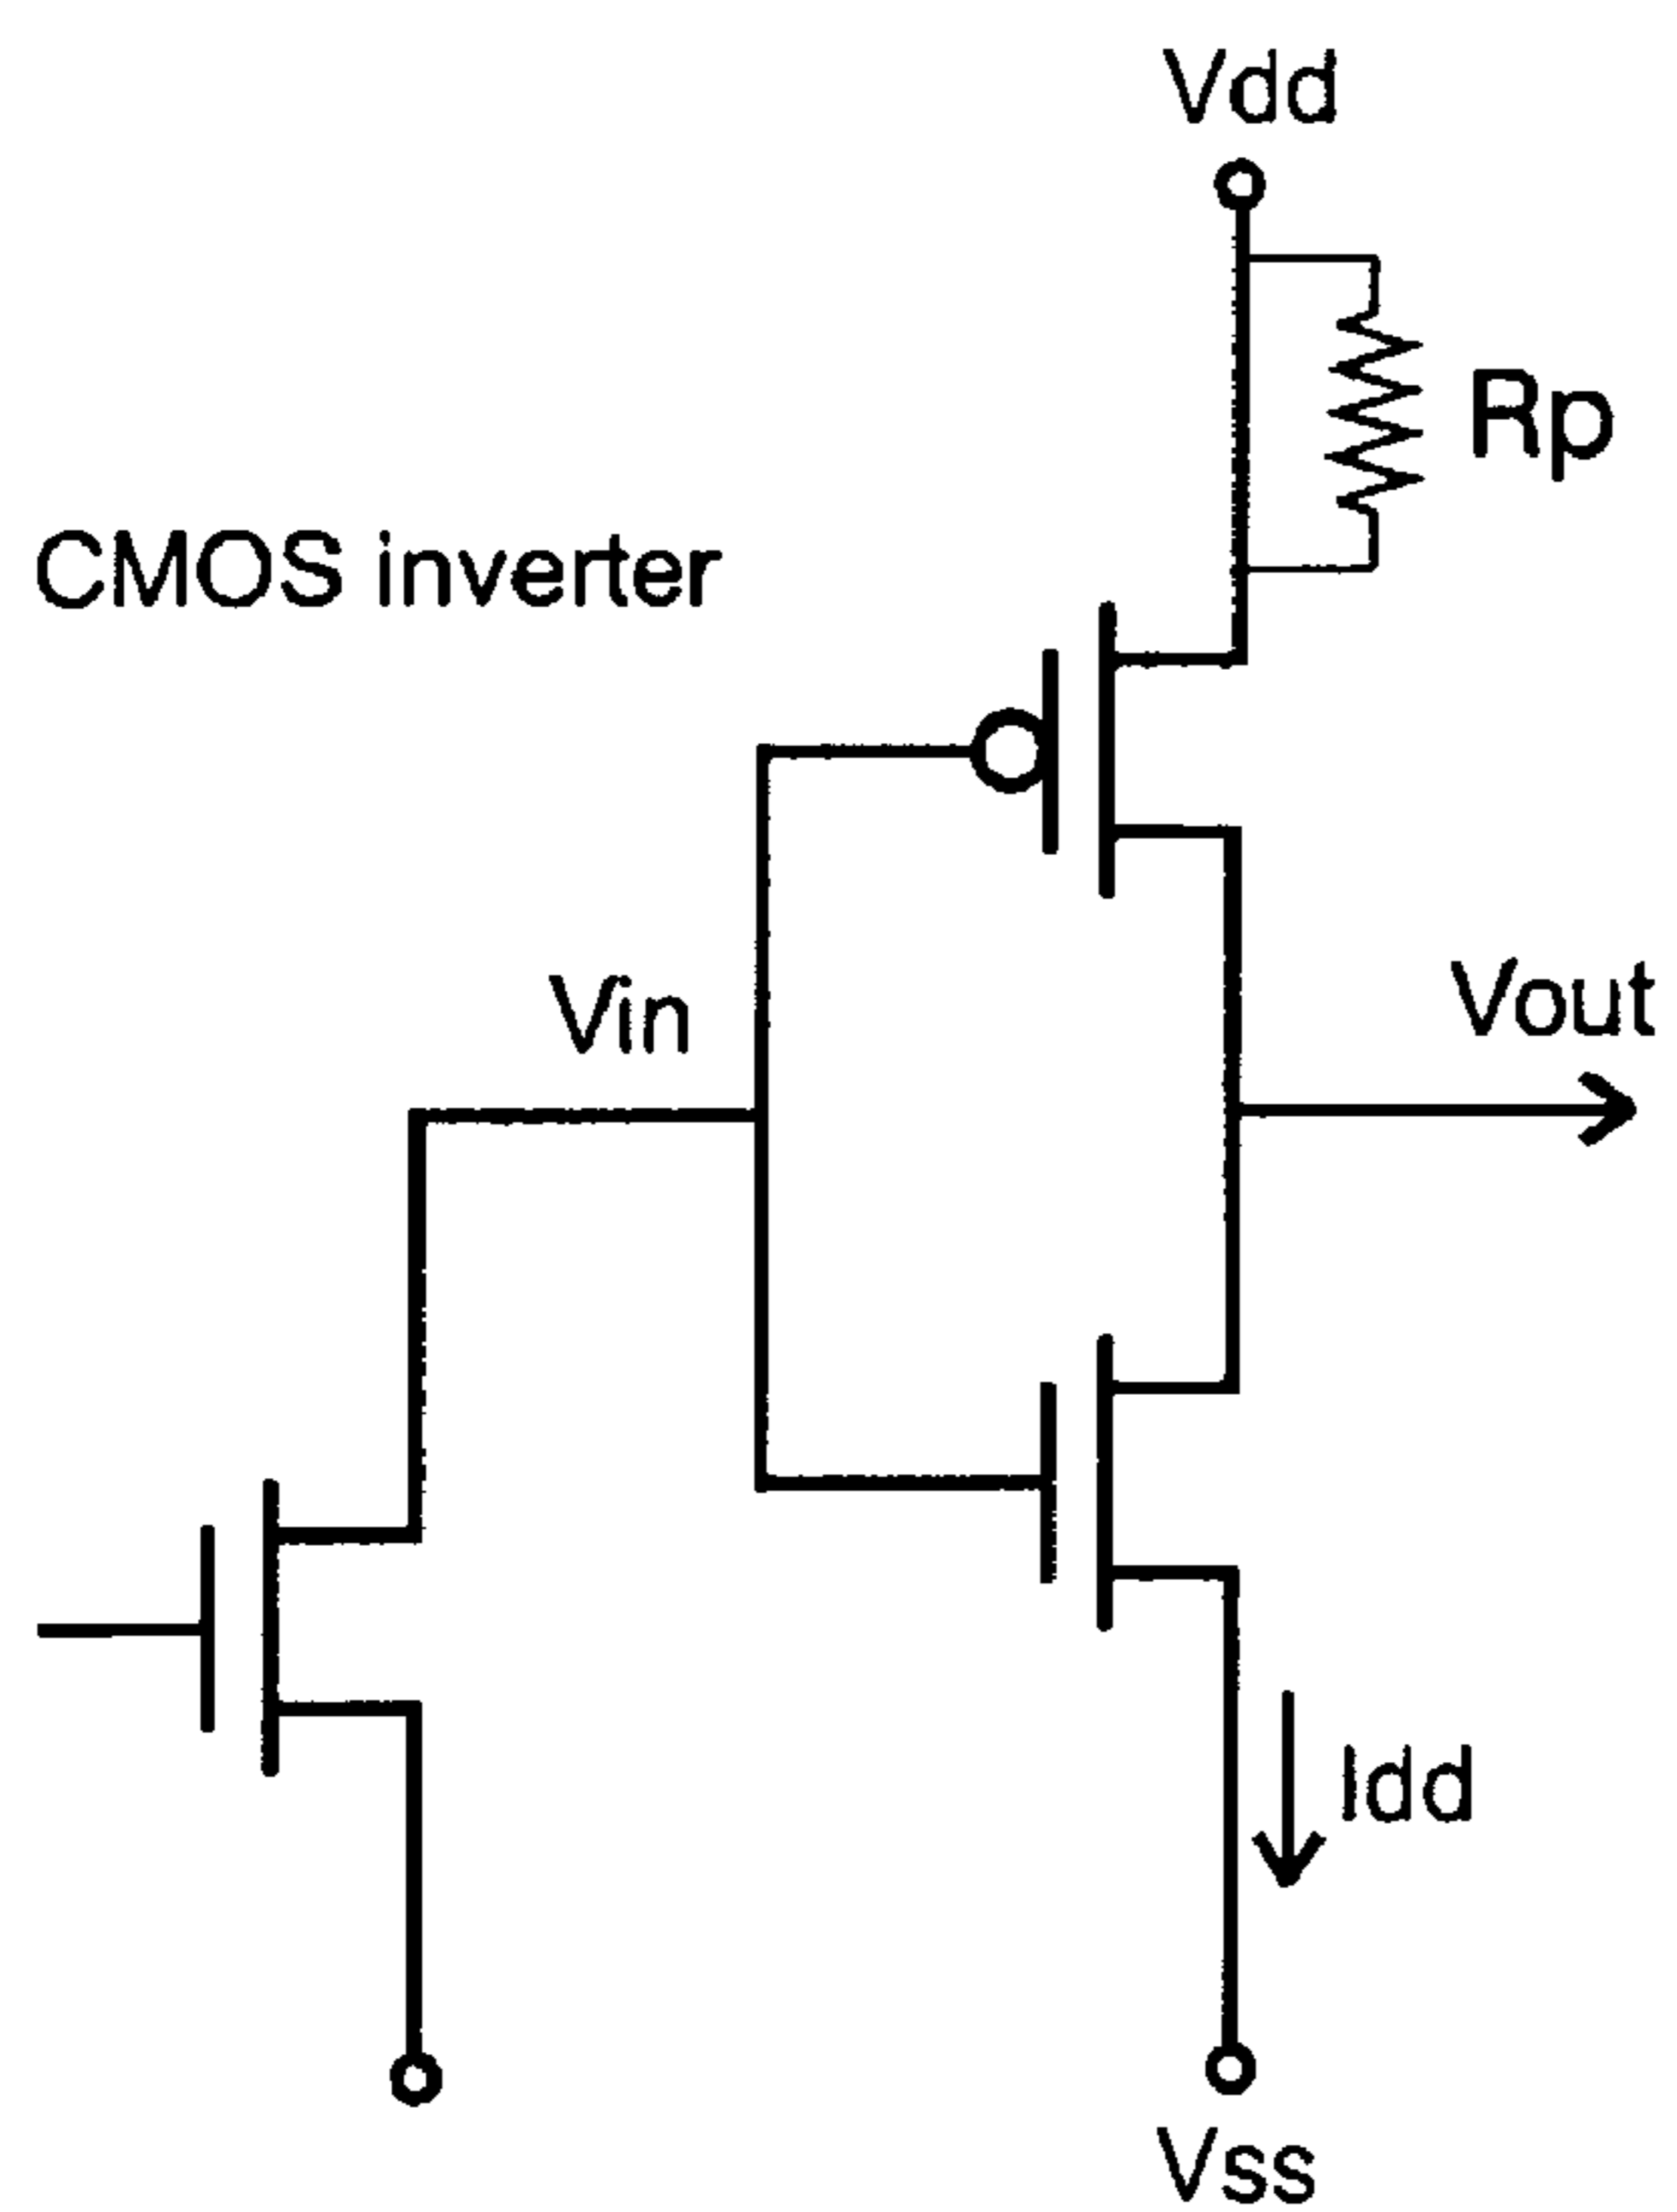 Vdd
Rp
CMOS inverter
Vin
Vout
Idd
Vss